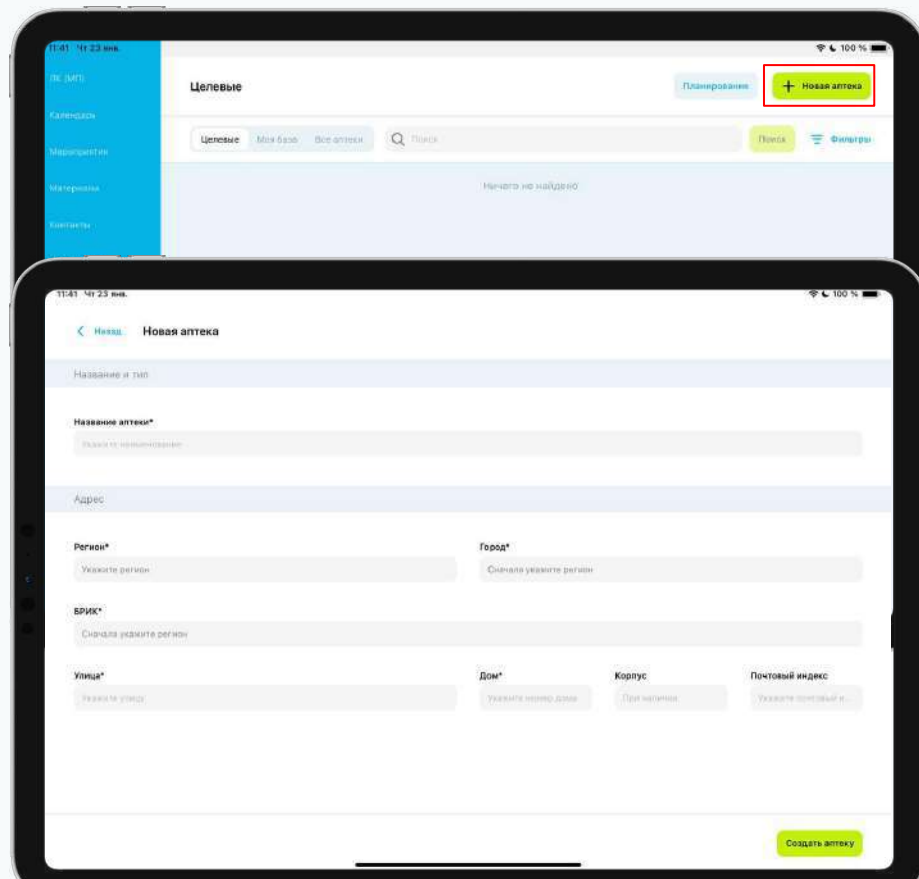 11:41 Чт 23 янв.
100 %
ЛК (МП)
Целевые
Планирование
+ Новая аптека
Календарь
Целевые
Моя база
Все аптеки
Поиск
Поиск
Фильтры
Мероприятия
Материалы
Ничего не найдено
Контакты
11:41 Чт 23 янв.
100 %
Назад
Новая аптека
Название и тип
Название аптеки*
Укажите наименование
Адрес
Регион*
Город*
Укажите регион
Сначала укажите регион
БРИК*
Сначала укажите регион
Улица*
Дом*
Корпус
Почтовый индекс
Укажите улицу
Укажите номер дома
При наличии
Укажите почтовый и...
Создать аптеку